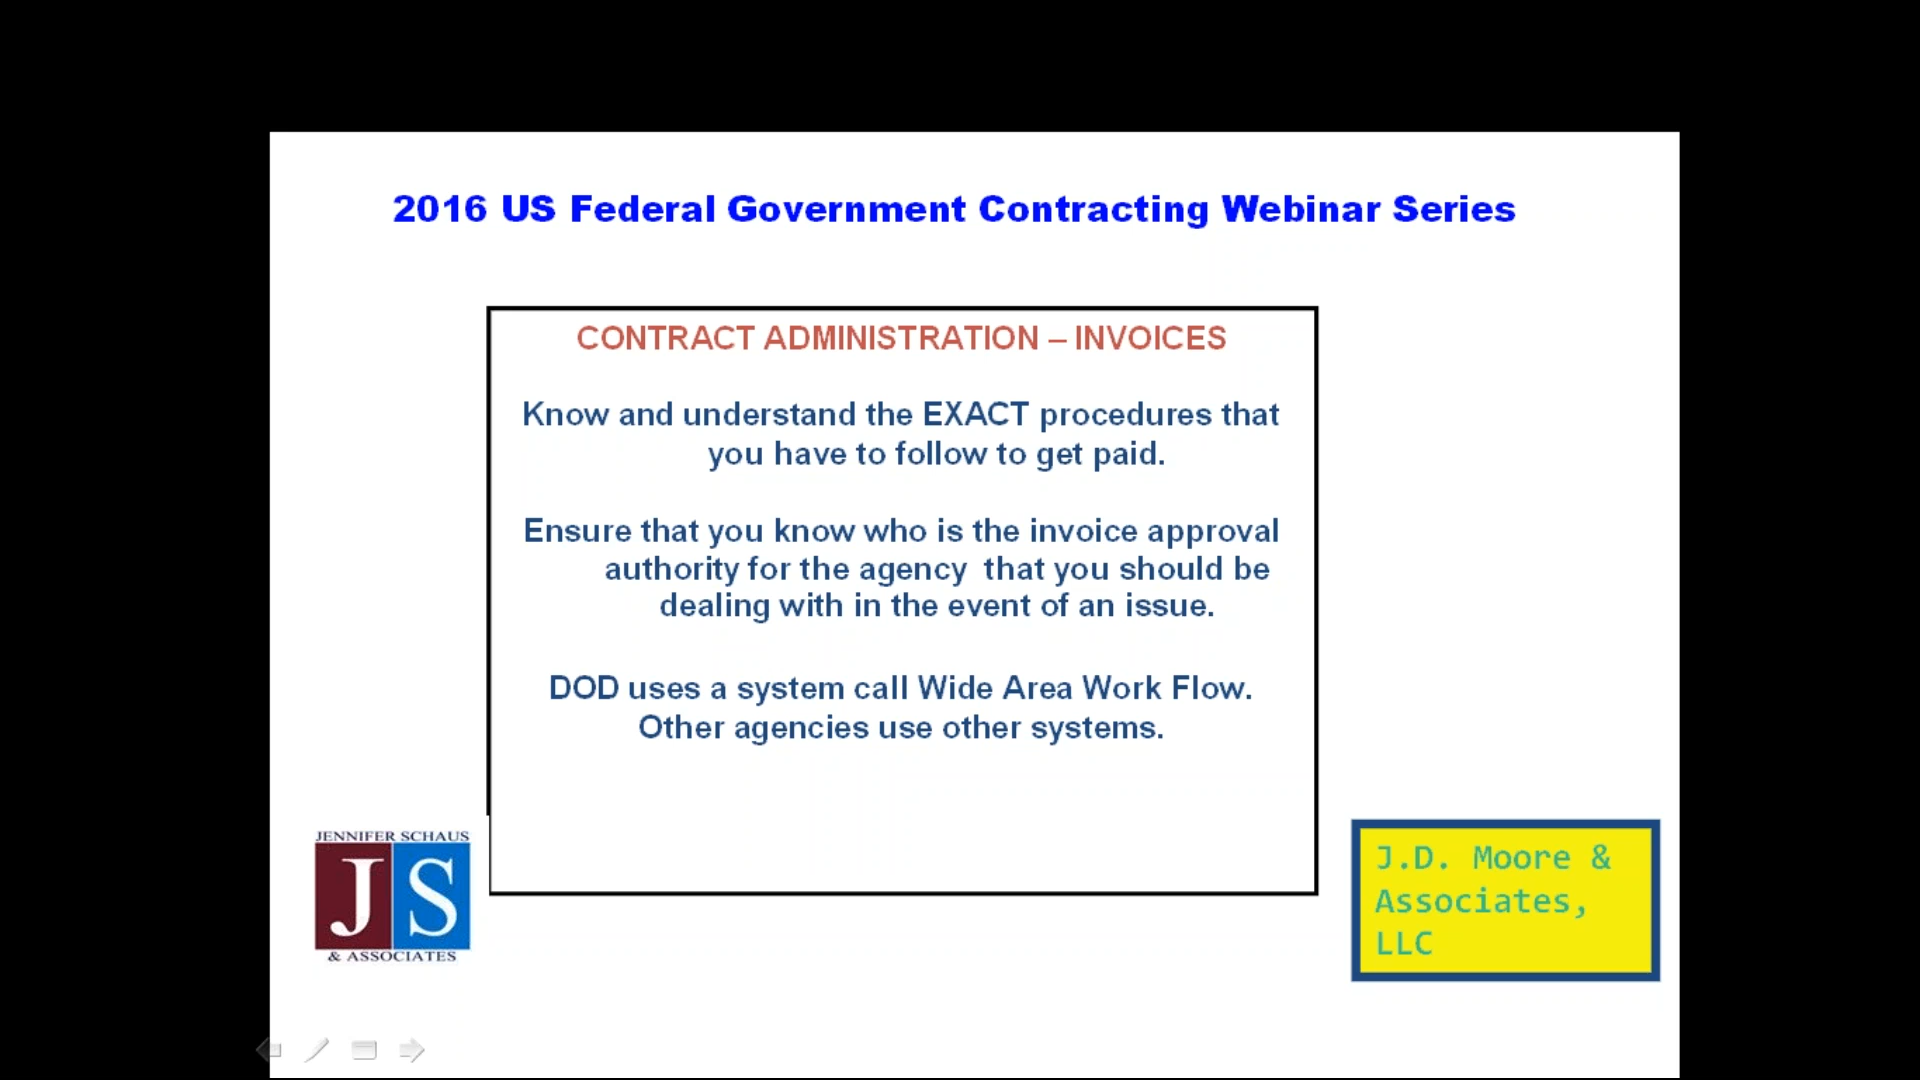 2016 US Federal Government Contracting Webinar Series
CONTRACT ADMINISTRATION – INVOICES
Know and understand the EXACT procedures that
you have to follow to get paid.
Ensure that you know who is the invoice approval
authority for the agency  that you should be
dealing with in the event of an issue.
DOD uses a system call Wide Area Work Flow.
Other agencies use other systems.
JENNIFER SCHAUS
JS
& ASSOCIATES
J.D. Moore &
Associates,
LLC